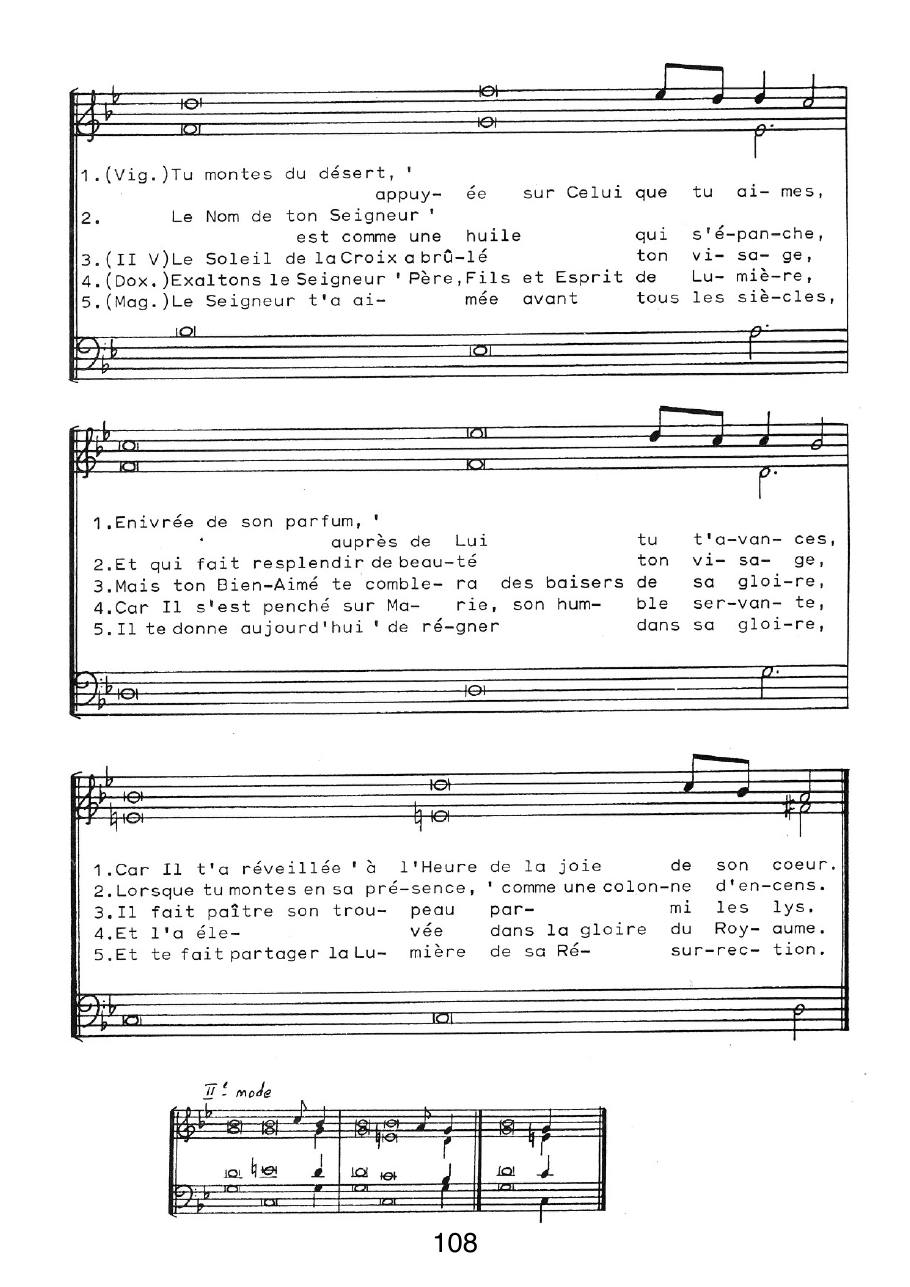 1.(Vig.)Tu montes du désert, '
appuy- ée sur Celui que tu ai- mes,
2. Le Nom de ton Seigneur '
est comme une huile qui s'é-pan-che,
3.(II V)Le Soleil de la Croix a brû-lé ton vi- sa- ge,
4.(Dox.)Exaltons le Seigneur ' Père,Fils et Esprit de Lu- miè-re,
5.(Mag.)Le Seigneur t'a ai- mée avant tous les siè-cles,
1.Enivrée de son parfum, '
auprès de Lui tu t'a-van- ces,
2.Et qui fait resplendir de beau-té ton vi- sa- ge,
3.Mais ton Bien-Aimé te comble- ra des baisers de sa gloi-re,
4.Car Il s'est penché sur Ma- rie, son hum- ble ser-van- te,
5.Il te donne aujourd'hui ' de ré-gner dans sa gloi-re,
1.Car Il t'a réveillée ' à l'Heure de la joie de son coeur.
2.Lorsque tu montes en sa pré-sence, ' comme une colon-ne d'en-cens.
3.Il fait paître son trou- peau par- mi les lys.
4.Et l'a éle- vée dans la gloire du Roy- aume.
5.Et te fait partager la Lu- mière de sa Ré- sur-rec- tion.
IIe mode
108